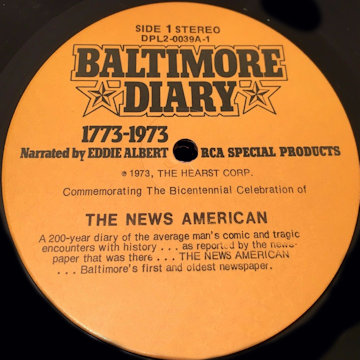 SIDE 1 STEREO
DPL2-0039A-1
BALTIMORE
DIARY
1773-1973
Narrated by EDDIE ALBERT RCA SPECIAL PRODUCTS
℗ 1973, THE HEARST CORP.
Commemorating The Bicentennial Celebration of
THE NEWS AMERICAN
A 200-year diary of the average man's comic and tragic
encounters with history . . . as reported by the news-
paper that was there . . . THE NEWS AMERICAN
. . . Baltimore's first and oldest newspaper.